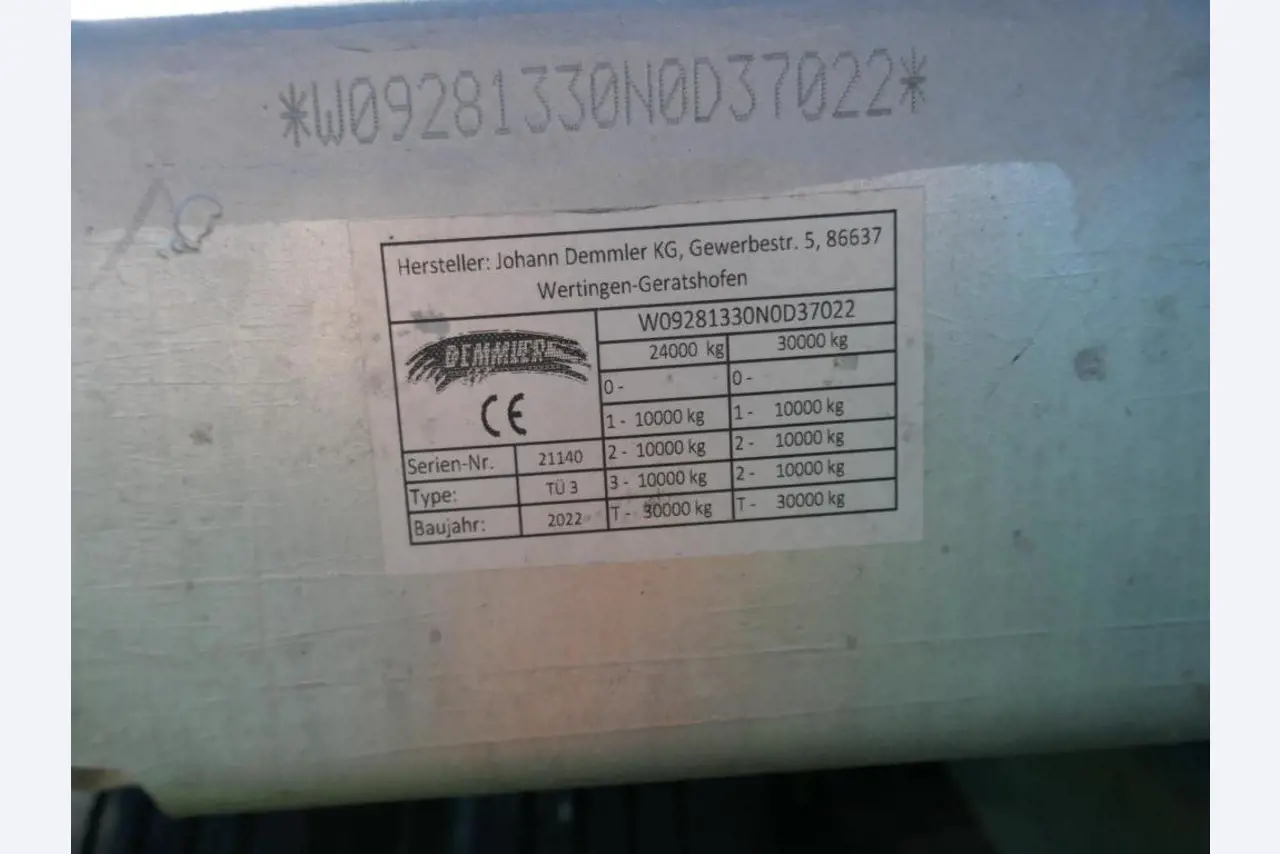 *W09281330N0D37022*
10
Hersteller: Johann Demmler KG, Gewerbestr. 5, 86637
Wertingen-Geratshofen
DEMMLER
CE
W09281330N0D37022
24000 kg 30000 kg
0 - 0 -
1 - 10000 kg 1 - 10000 kg
Serien-Nr. 21140 2 - 10000 kg 2 - 10000 kg
Type: TÜ 3 3 - 10000 kg 2 - 10000 kg
Baujahr: 2022 T - 30000 kg T - 30000 kg